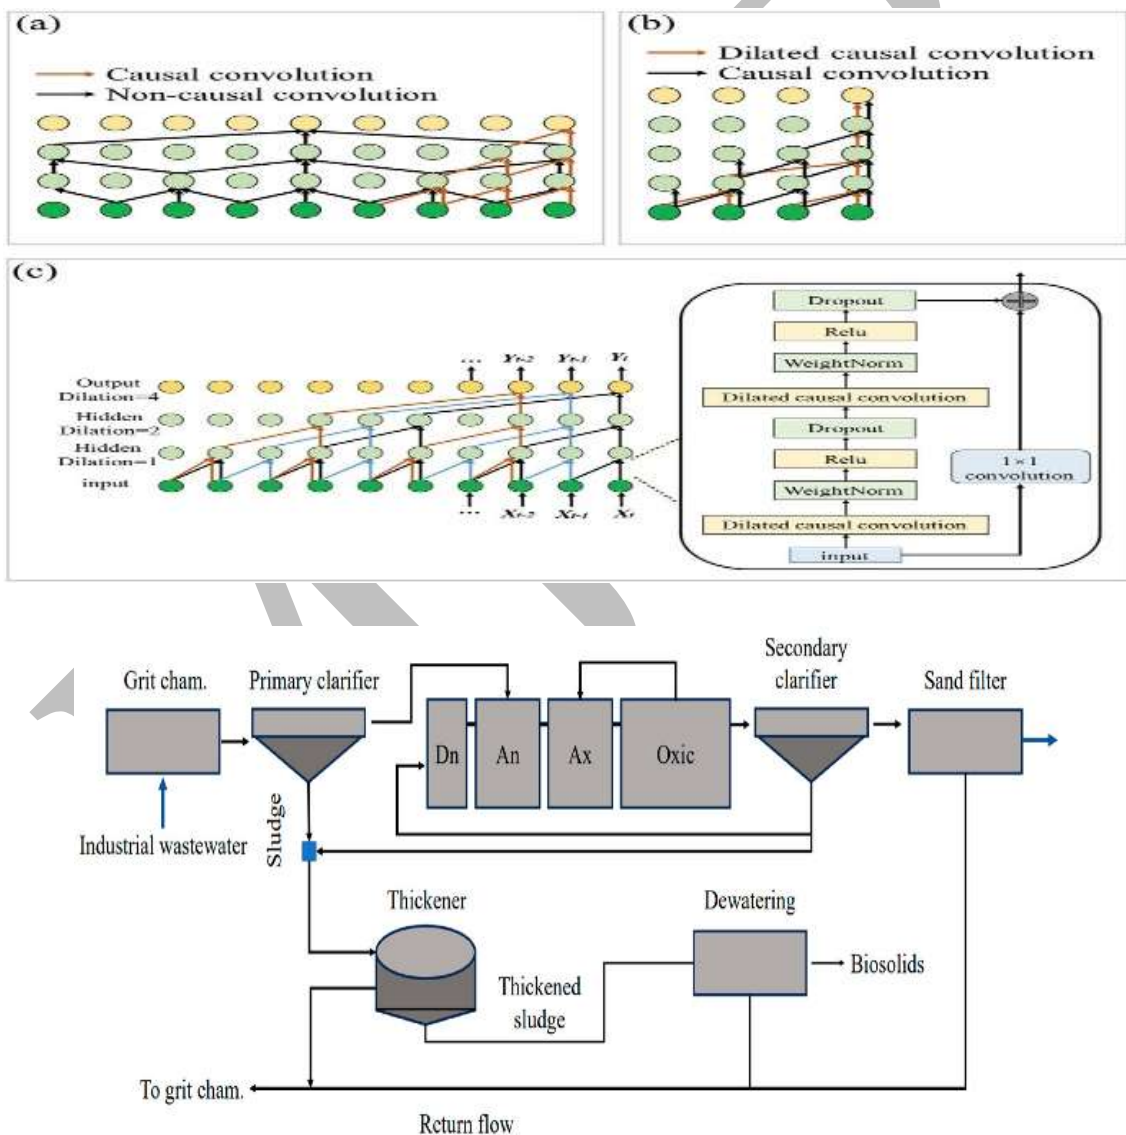 (a)
Causal convolution
Non-causal convolution
(b)
Dilated causal convolution
Causal convolution
(c)
... Yt-2 Yt-1 Yt
Output
Dilation=4
Hidden
Dilation=2
Hidden
Dilation=1
input
... Xt-2 Xt-1 Xt
Dropout
Relu
WeightNorm
Dilated causal convolution
Dropout
Relu
WeightNorm
Dilated causal convolution
input
1×1
convolution
Grit cham.
Primary clarifier
Secondary
clarifier
Sand filter
Dn
An
Ax
Oxic
Industrial wastewater
Sludge
Thickener
Dewatering
Thickened
sludge
Biosolids
To grit cham.
Return flow